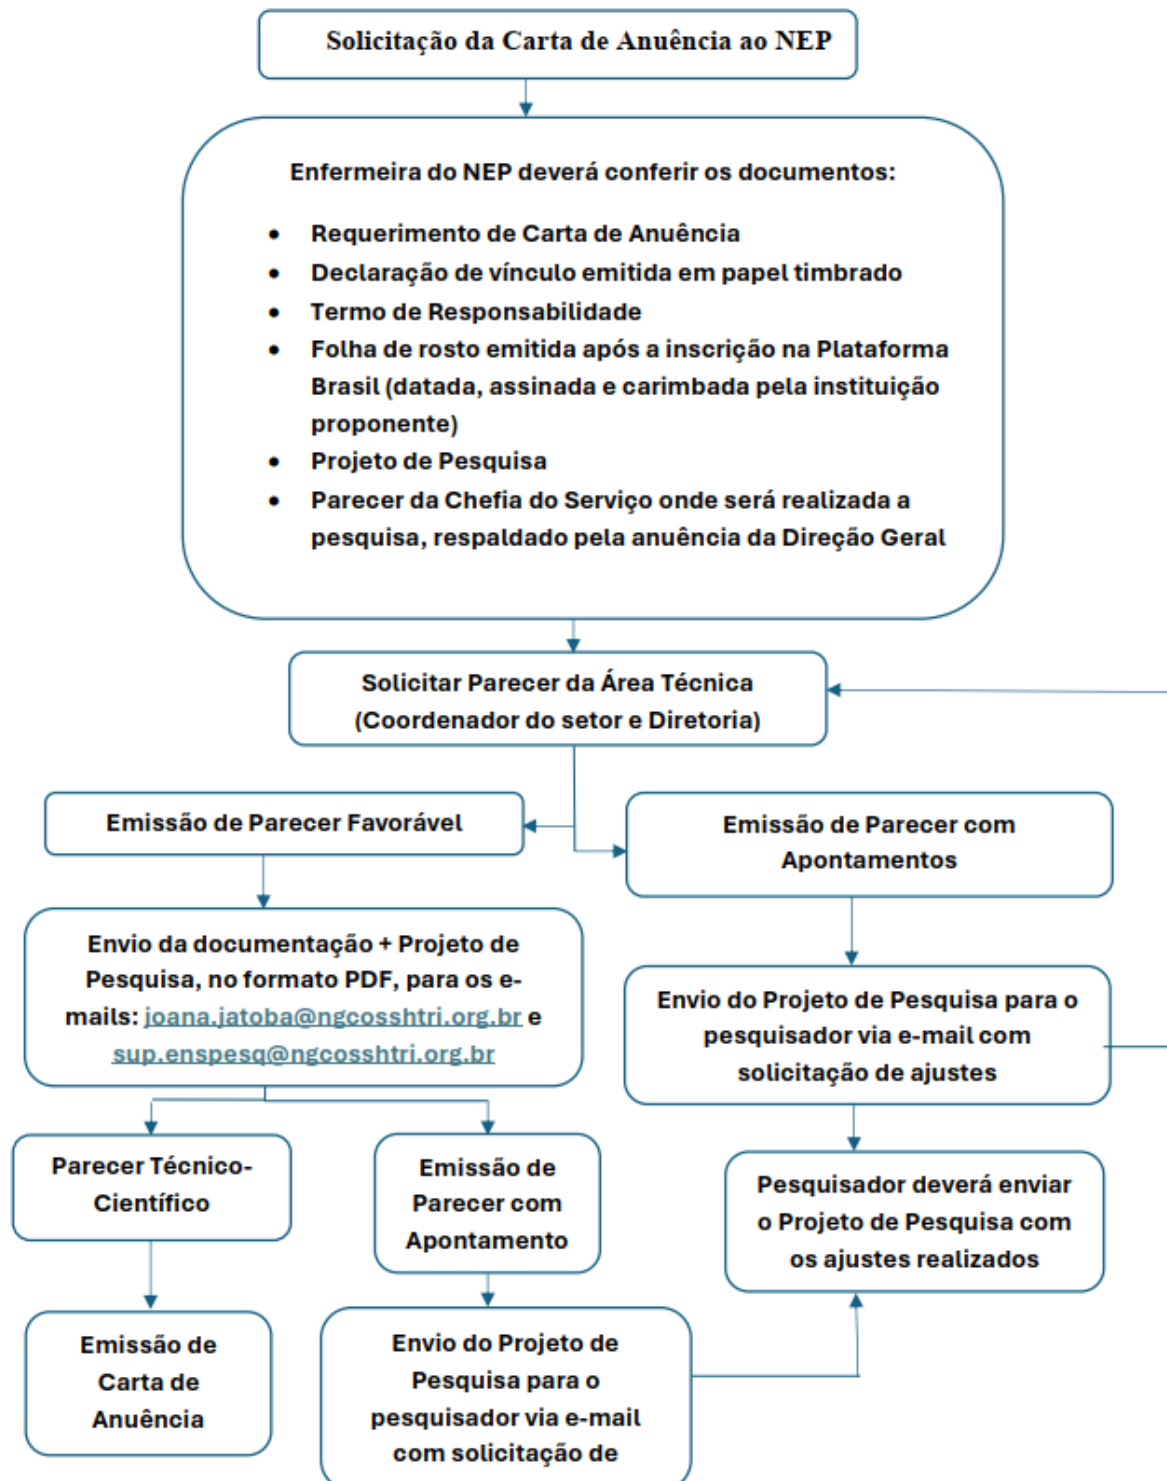 Solicitação da Carta de Anuência ao NEP
Enfermeira do NEP deverá conferir os documentos:
• Requerimento de Carta de Anuência
• Declaração de vínculo emitida em papel timbrado
• Termo de Responsabilidade
• Folha de rosto emitida após a inscrição na Plataforma
Brasil (datada, assinada e carimbada pela instituição
proponente)
• Projeto de Pesquisa
• Parecer da Chefia do Serviço onde será realizada a
pesquisa, respaldado pela anuência da Direção Geral
Solicitar Parecer da Área Técnica
(Coordenador do setor e Diretoria)
Emissão de Parecer Favorável
Emissão de Parecer com
Apontamentos
Envio da documentação + Projeto de
Pesquisa, no formato PDF, para os e-
mails: joana.jatoba@ngcosshtri.org.br e
sup.enspesq@ngcosshtri.org.br
Envio do Projeto de Pesquisa para o
pesquisador via e-mail com
solicitação de ajustes
Parecer Técnico-
Científico
Emissão de
Parecer com
Apontamento
Pesquisador deverá enviar
o Projeto de Pesquisa com
os ajustes realizados
Emissão de
Carta de
Anuência
Envio do Projeto de
Pesquisa para o
pesquisador via e-mail
com solicitação de